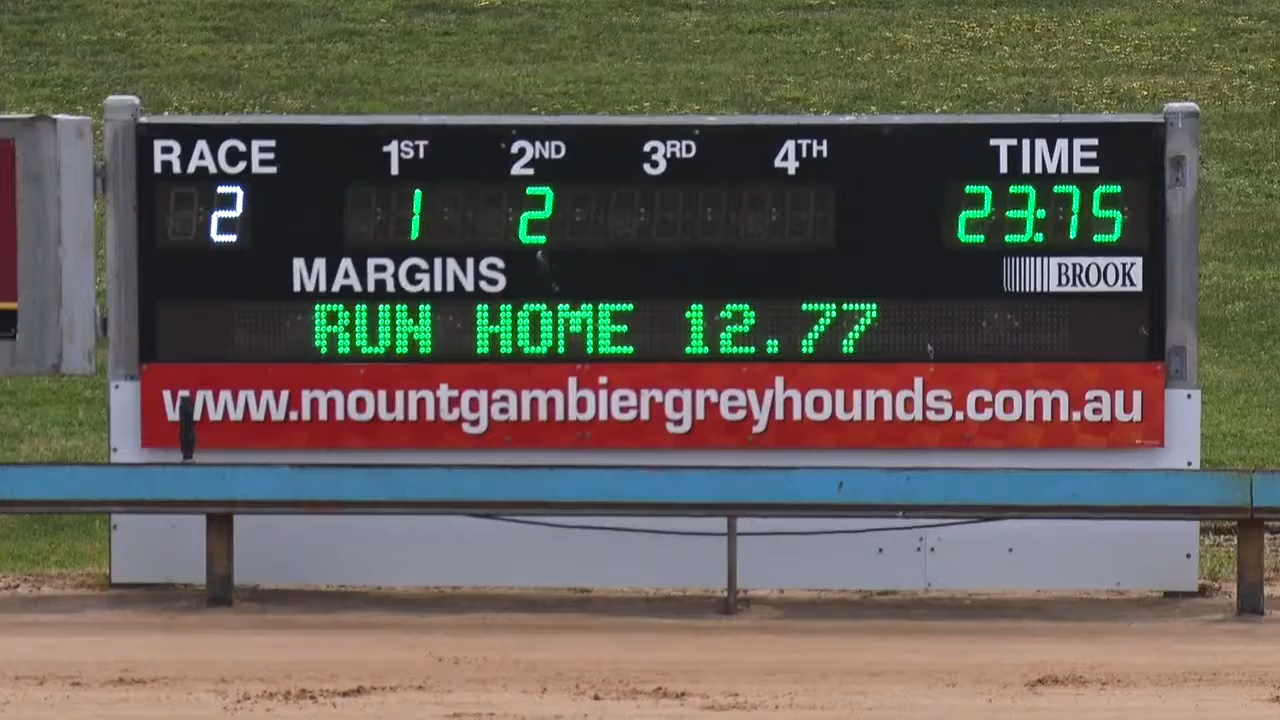 RACE 1ST 2ND 3RD 4TH TIME
2 1 2 23:75
MARGINS BROOK
RUN HOME 12.77
www.mountgambiergreyhounds.com.au